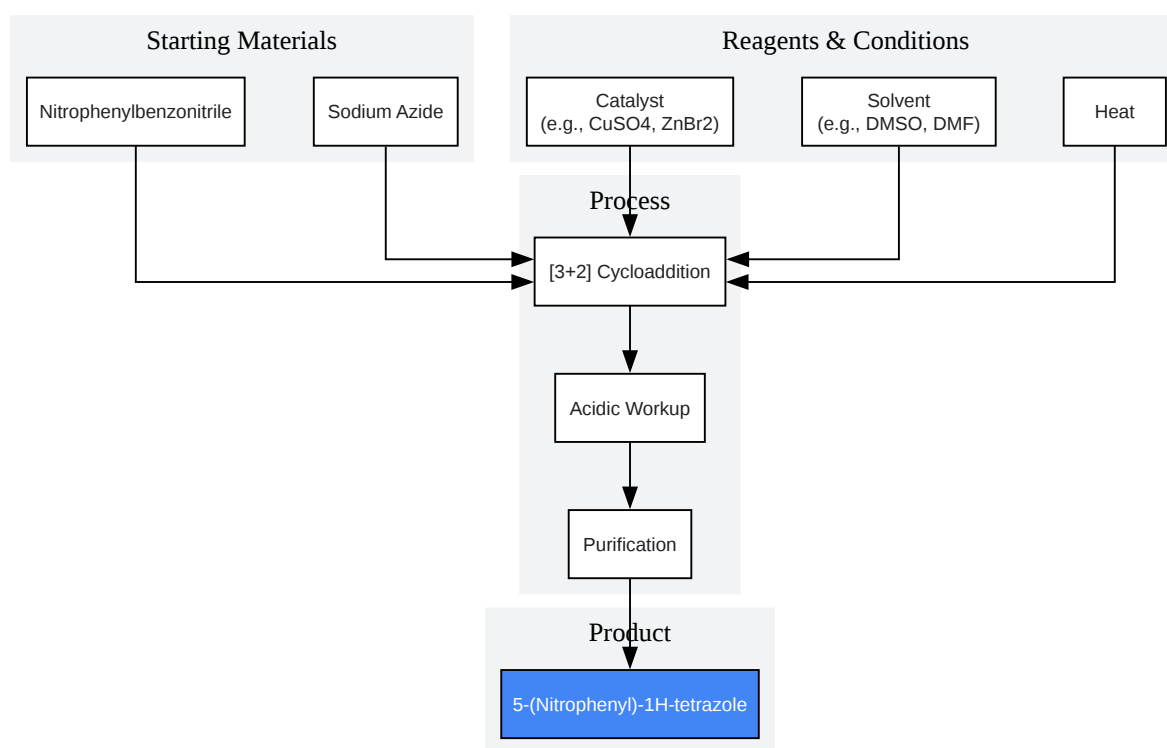 Starting Materials
Reagents & Conditions
Nitrophenylbenzonitrile
Sodium Azide
Catalyst
(e.g., CuSO4, ZnBr2)
Solvent
(e.g., DMSO, DMF)
Heat
Process
[3+2] Cycloaddition
Acidic Workup
Purification
Product
5-(Nitrophenyl)-1H-tetrazole